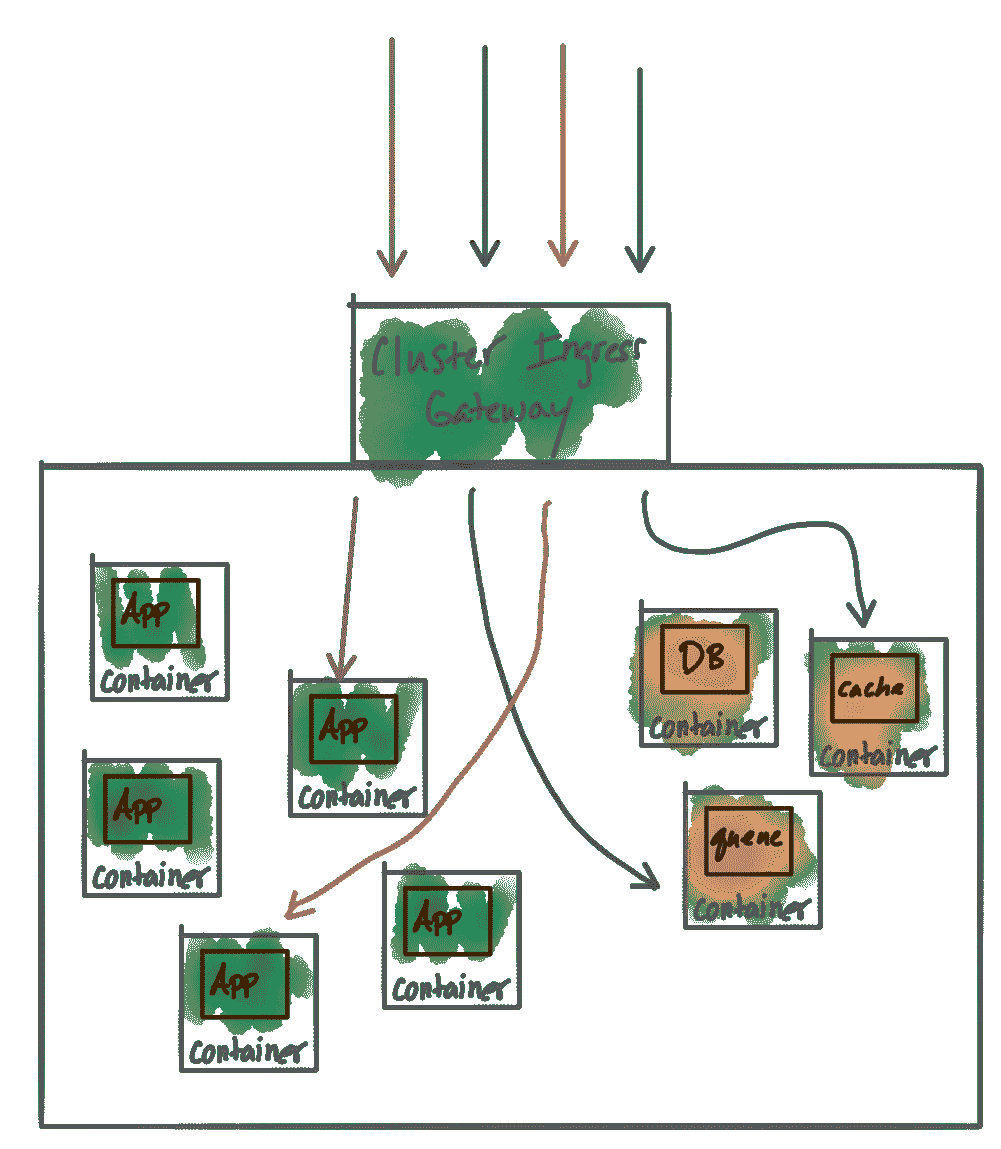 Cluster Ingress
Gateway
App
Container
App
Container
DB
Container
cache
Container
App
Container
queue
Container
App
Container
App
Container